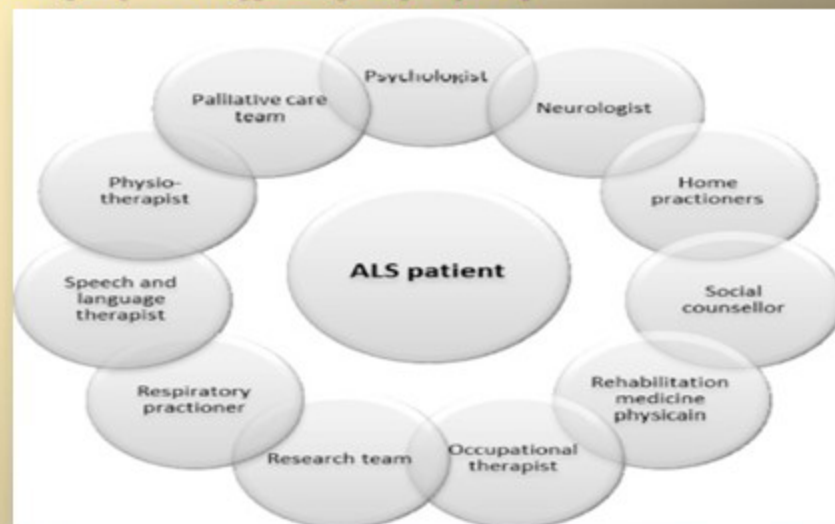 Psychologist
Neurologist
Home
practioners
Social
counsellor
Rehabilitation
medicine
physicain
Occupational
therapist
Research team
Respiratory
practioner
Speech and
language
therapist
Physio-
therapist
Palliative care
team
ALS patient